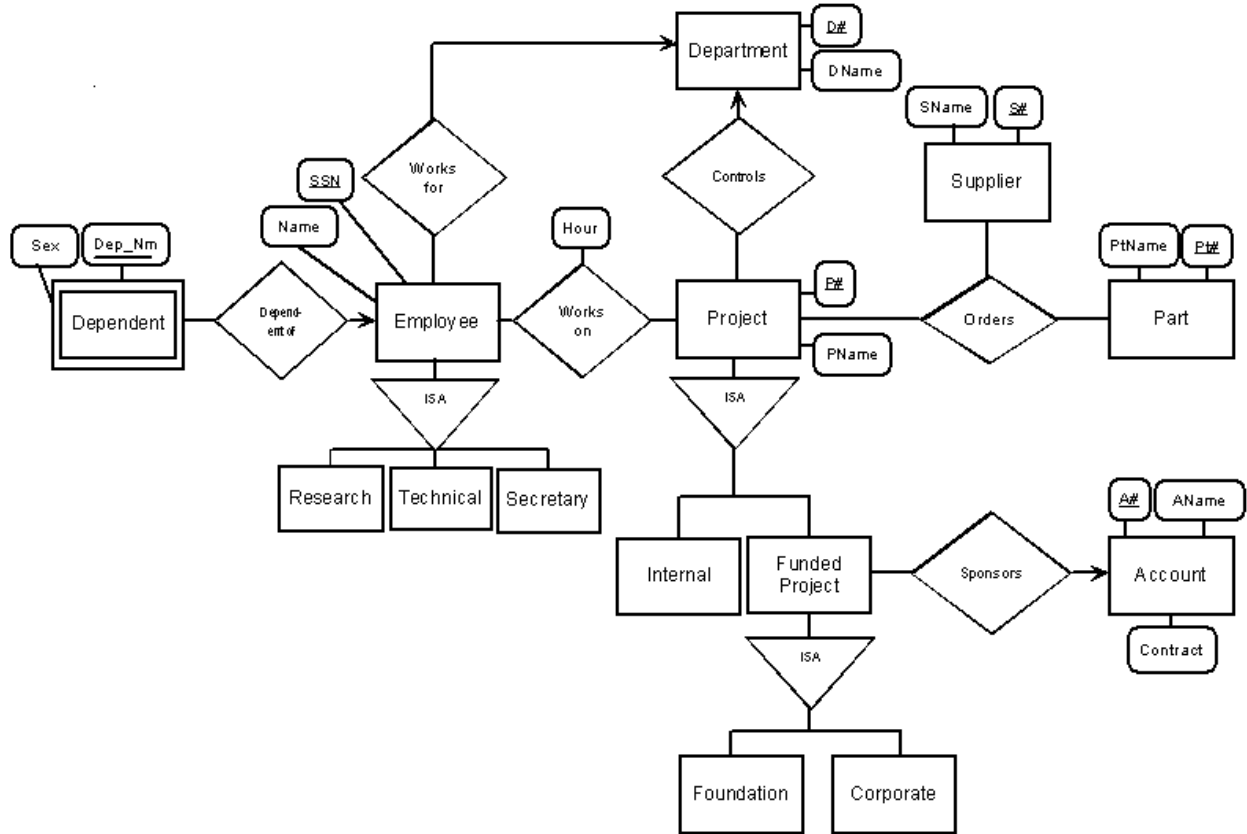 D#
Department
DName
SName
S#
Works
for
Controls
SSN
Supplier
Name
Hour
Sex
Dep_Nm
PtName
Pt#
P#
Dependent
Depend-
ent of
Employee
Works
on
Project
Orders
Part
PName
ISA
ISA
Research
Technical
Secretary
A#
AName
Internal
Funded
Project
Sponsors
Account
ISA
Contract
Foundation
Corporate